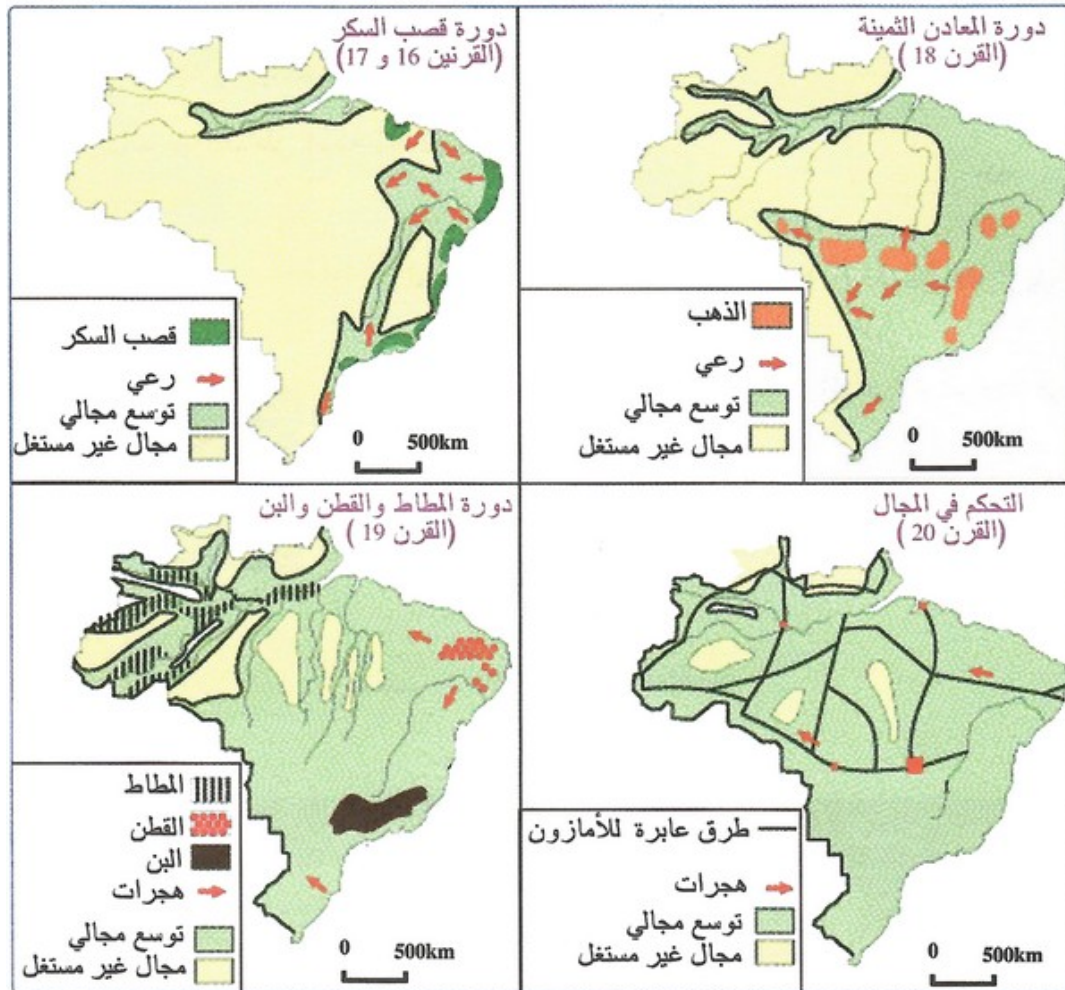 دورة قصب السكر
(القرنين 16 و 17)
قصب السكر
رعي
توسع مجالي
مجال غير مستغل
0 500km
دورة المعادن الثمينة
(القرن 18)
الذهب
رعي
توسع مجالي
مجال غير مستغل
0 500km
دورة المطاط والقطن والبن
(القرن 19)
المطاط
القطن
البن
هجرات
توسع مجالي
مجال غير مستغل
0 500km
التحكم في المجال
(القرن 20)
طرق عابرة للأمازون
هجرات
توسع مجالي
مجال غير مستغل
0 500km